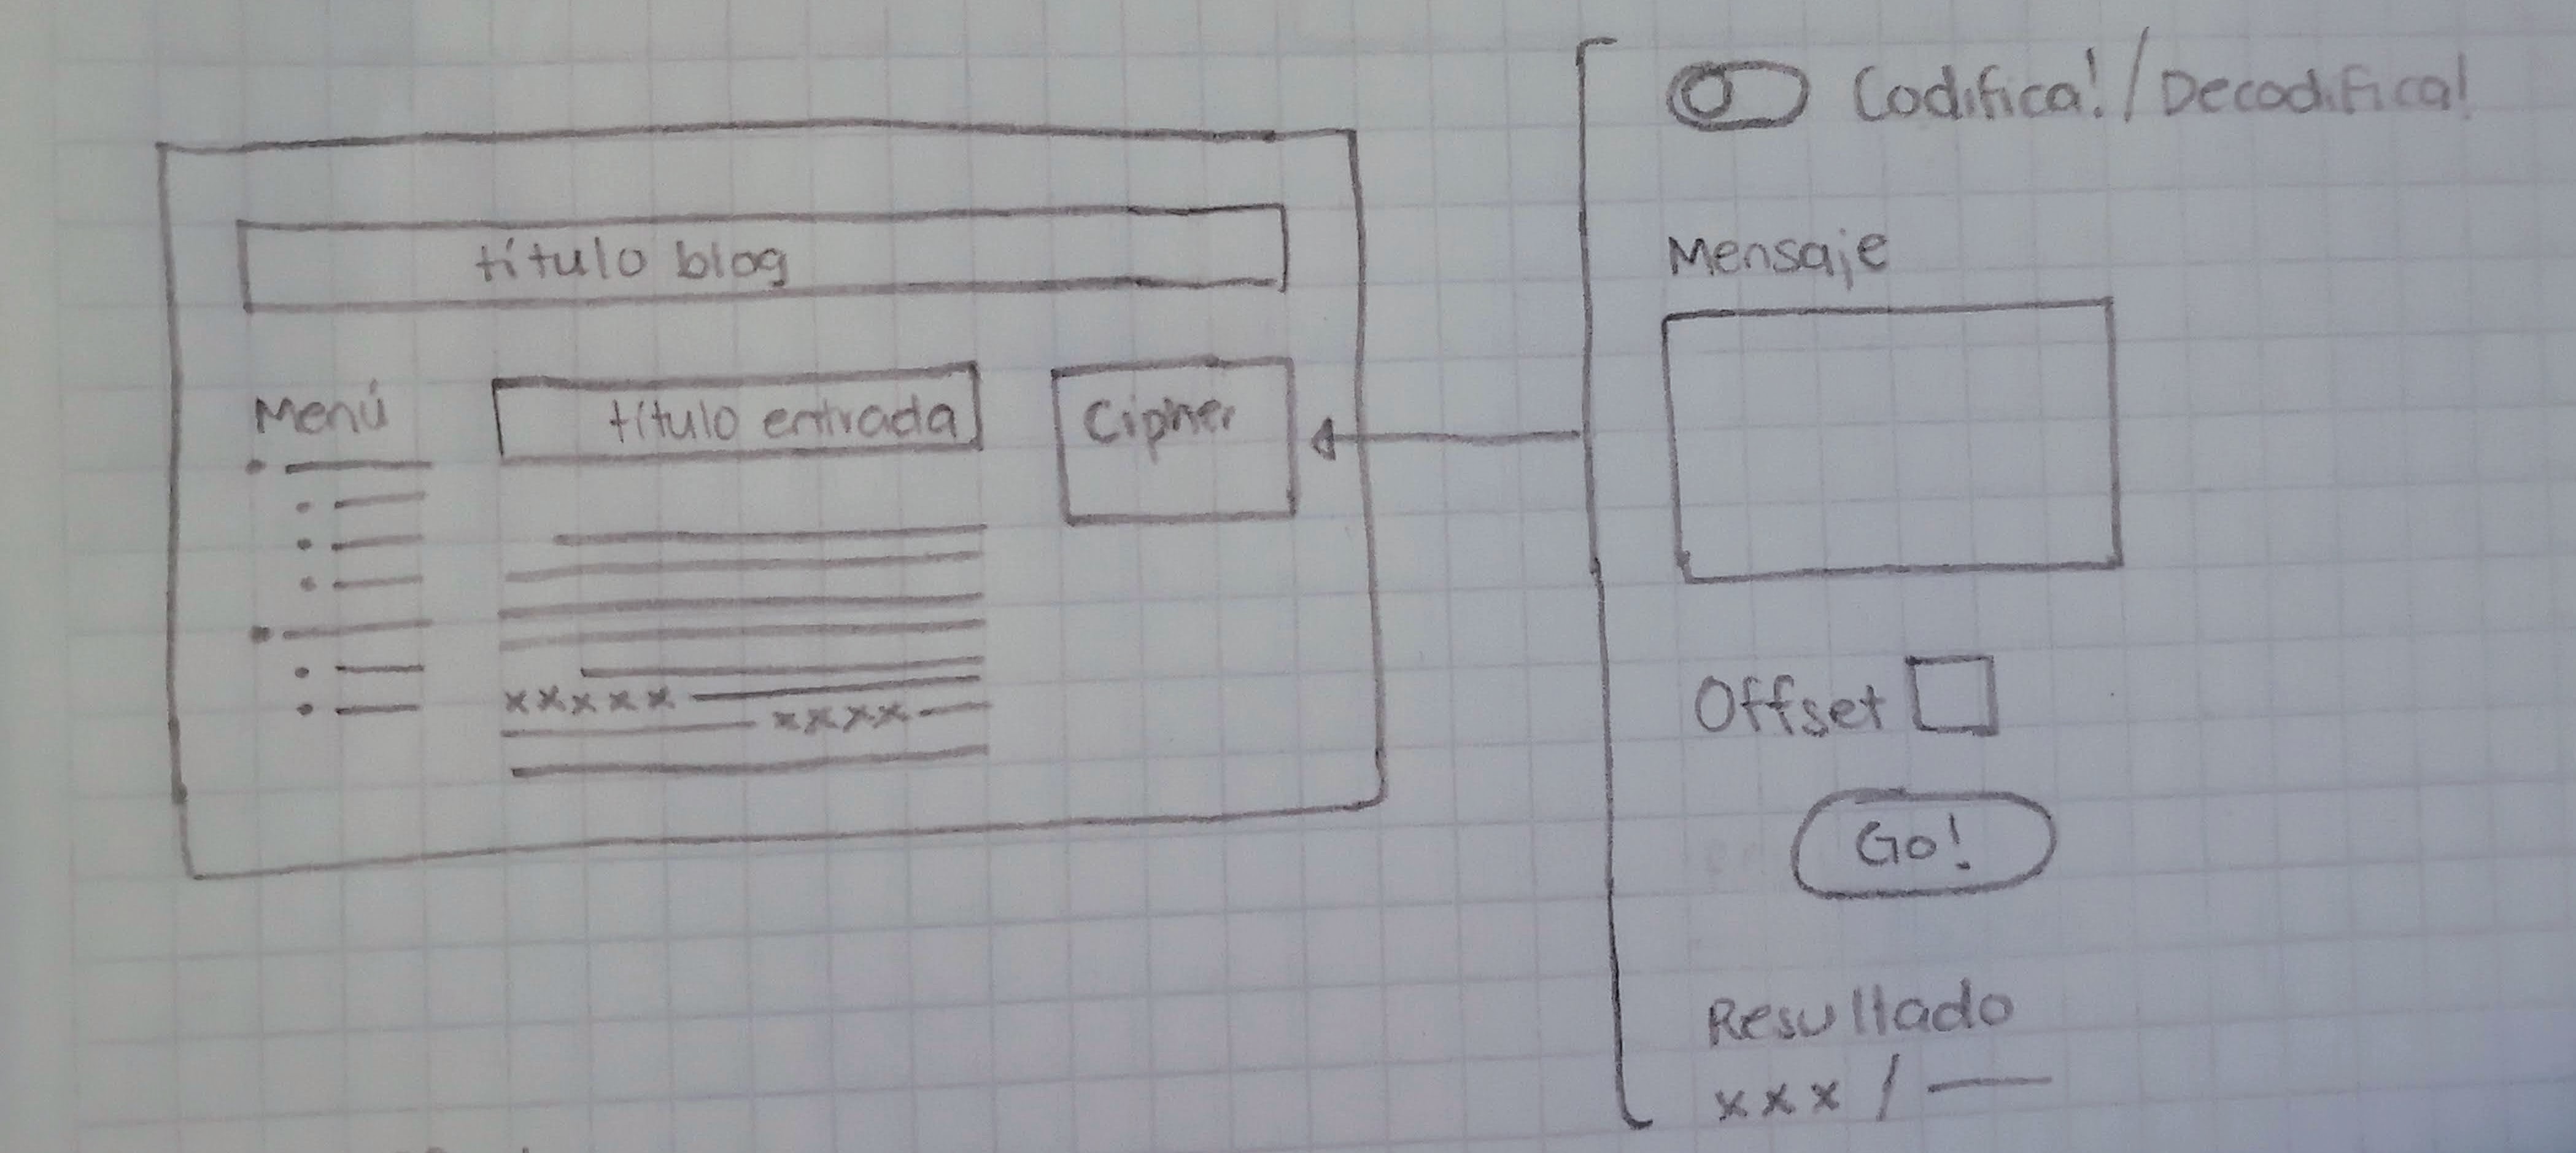 título blog
Menú
título entrada
Cipher
xxxxx
xxxx
Codifica!/Decodifica!
Mensaje
Offset
Go!
Resultado
xxx /